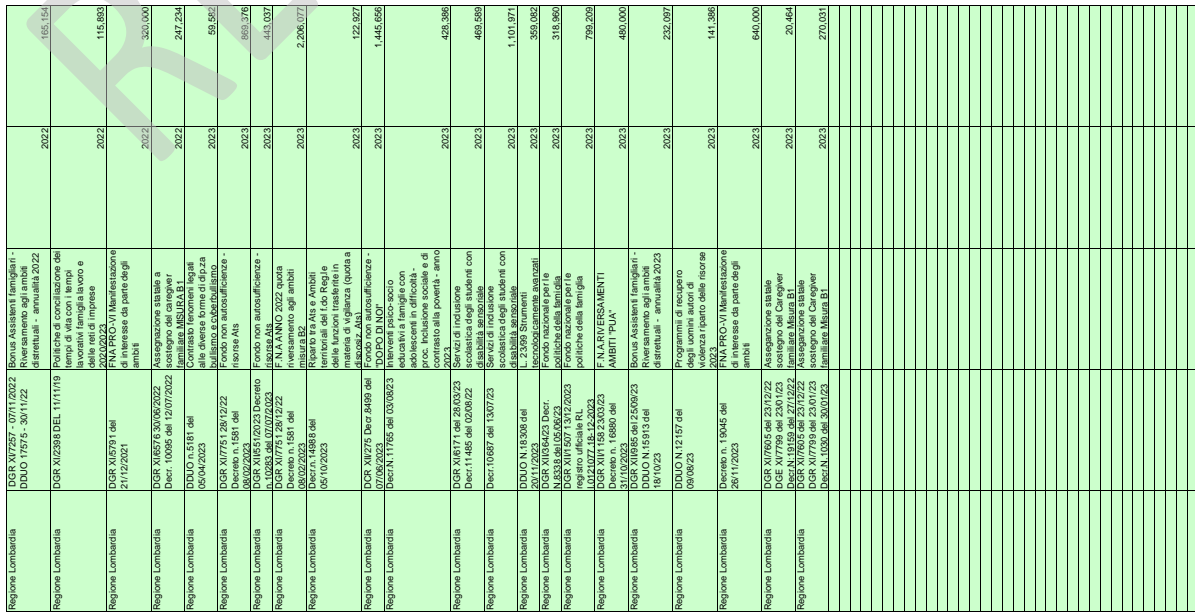 Regione Lombardia
DGR XI/7257 - 07/11/2022
DDUO 17575 - 30/11/22
Bonus Assistenti famigliari -
Riversamento agli ambiti
distrettuali - annualità 2022
2022
165,154
Regione Lombardia
DGR XI/2398 DEL 11/11/19
Politiche di conciliazione dei
tempi di vita con i tempi
lavorativi famiglia lavoro e
delle reti di imprese
2020/2023
2022
115,893
Regione Lombardia
DGR XI/5791 del
21/12/2021
FNA PRO-VI Manifestazione
di interesse da parte degli
ambiti
2022
320,000
Regione Lombardia
DGR XI/6576 30/06/2022
Decr. 10095 del 12/07/2022
Assegnazione statale a
sostegno del caregiver
familiare MISURA B1
2022
247,234
Regione Lombardia
DDUO n.5181 del
05/04/2023
Contrasto fenomeni legati
alle diverse forme di dip.za
bullismo e cyberbullismo
2023
59,582
Regione Lombardia
DGR XI/7751 28/12/22
Decreto n.1581 del
08/02/2023
Fondo non autosufficienze -
risorse Ats
2023
869,376
Regione Lombardia
DGR XII/551/2023 Decreto
n.10283 del 07/07/2023
Fondo non autosufficienze -
risorse Ats
2023
443,037
Regione Lombardia
DGR XI/7751 28/12/22
Decreto n.1581 del
08/02/2023
F.N.A ANNO 2022 quota
riversamento agli ambiti
misura B2
2023
2,206,077
Regione Lombardia
Decr.n.14988 del
05/10/2023
Riparto tra Ats e Ambiti
territoriali del f.do Reg.le
delle funzioni trasferite in
materia di vigilanza (quota a
disposiz. Ats)
2023
122,927
Regione Lombardia
DGR XII/275 Decr.8499 del
07/06/2023
Fondo non autosufficienze -
"DOPO DI NOI"
2023
1,445,656
Regione Lombardia
Decr.N.11765 del 03/08/23
Interventi psico-socio
educativi a famiglie con
adolescenti in difficoltà -
proc. Inclusione sociale e di
contrasto alla povertà - anno
2023
2023
428,386
Regione Lombardia
DGR XI/6171 del 28/03/23
Decr.11485 del 02/08/22
Servizi di inclusione
scolastica degli studenti con
disabilità sensoriale
2023
469,589
Regione Lombardia
Decr.10687 del 13/07/23
Servizi di inclusione
scolastica degli studenti con
disabilità sensoriale
2023
1,101,971
Regione Lombardia
DDUO N.18308 del
20/11/2023
L. 23/99 Strumenti
tecnologicamente avanzati
2023
359,082
Regione Lombardia
DGR XII/364/23 Decr.
N.8338 del 05/06/23
Fondo nazionale per le
politiche della famiglia
2023
318,960
Regione Lombardia
DGR XII/1507 13/12/2023
registro ufficiale RL
I.0121077.18-12-2023
Fondo nazionale per le
politiche della famiglia
2023
799,209
Regione Lombardia
DGR XII/1158 23/03/23
Decreto n.16880 del
31/10/2023
F.N.A RIVERSAMENTI
AMBITI "PUA"
2023
480,000
Regione Lombardia
DGR XII/985 del 25/09/23
DDUO N.15913 del
18/10/23
Bonus Assistenti famigliari -
Riversamento agli ambiti
distrettuali - annualità 2023
2023
232,097
Regione Lombardia
DDUO N.12157 del
09/08/23
Programmi di recupero
degli uomini autori di
violenza riparto delle risorse
2023
2023
141,386
Regione Lombardia
Decreto n.19045 del
26/11/2023
FNA PRO-VI Manifestazione
di interesse da parte degli
ambiti
2023
640,000
Regione Lombardia
DGR XI/7605 del 23/12/22
DGE XI/7799 del 23/01/23
Decr.N.19159 del 27/12/22
Assegnazione statale
sostegno del Caregiver
familiare Misura B1
2023
20,464
Regione Lombardia
DGR XI/7605 del 23/12/22
DGR XI/7799 del 23/01/23
Decr.N.1030 del 30/01/23
Assegnazione statale
sostegno del Caregiver
familiare Misura B1
2023
270,031